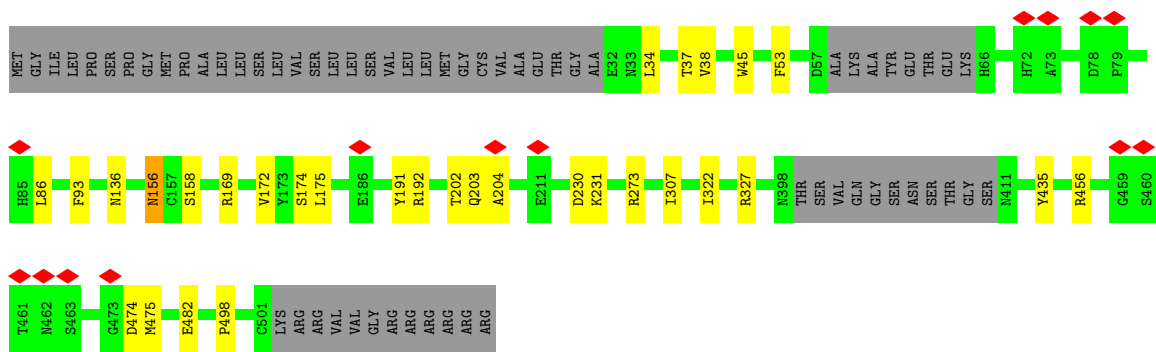 MET GLY ILE LEU PRO SER PRO GLY MET PRO ALA LEU LEU SER LEU VAL SER LEU LEU SER VAL LEU LEU MET GLY CYS VAL ALA GLU THR GLY ALA E32 N33 L34 T37 V38 W45 F53 D57 ALA LYS ALA TYR GLU THR GLU LYS H66 H72 A73 D78 P79
H85 L86 F93 N136 N156 C157 S158 R169 V172 Y173 S174 L175 E186 Y191 R192 T202 Q203 A204 E211 D230 K231 R273 I307 I322 R327 N398 THR SER VAL GLN GLY SER ASN SER THR GLY SER N411 Y435 R456 G459 S460
T461 N462 S463 G473 D474 M475 E482 P498 C501 LYS ARG ARG VAL VAL GLY ARG ARG ARG ARG ARG ARG